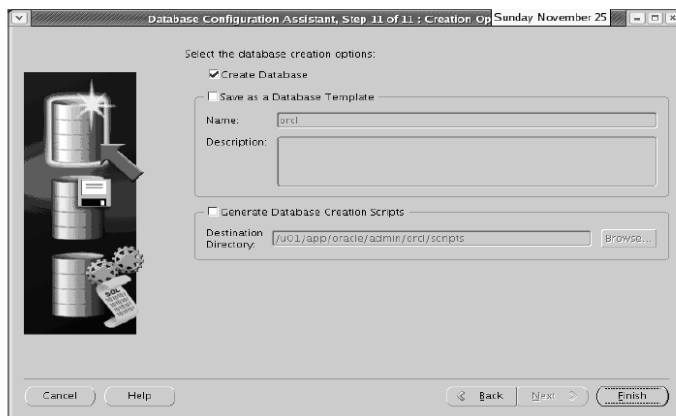 Database Configuration Assistant, Step 11 of 11 : Creation Op
Sunday November 25
Select the database creation options:
Create Database
Save as a Database Template
Name:
orcl
Description:
Generate Database Creation Scripts
Destination Directory:
/u01/app/oracle/admin/orcl/scripts
Browse...
SQL
Cancel
Help
Back
Next
Finish